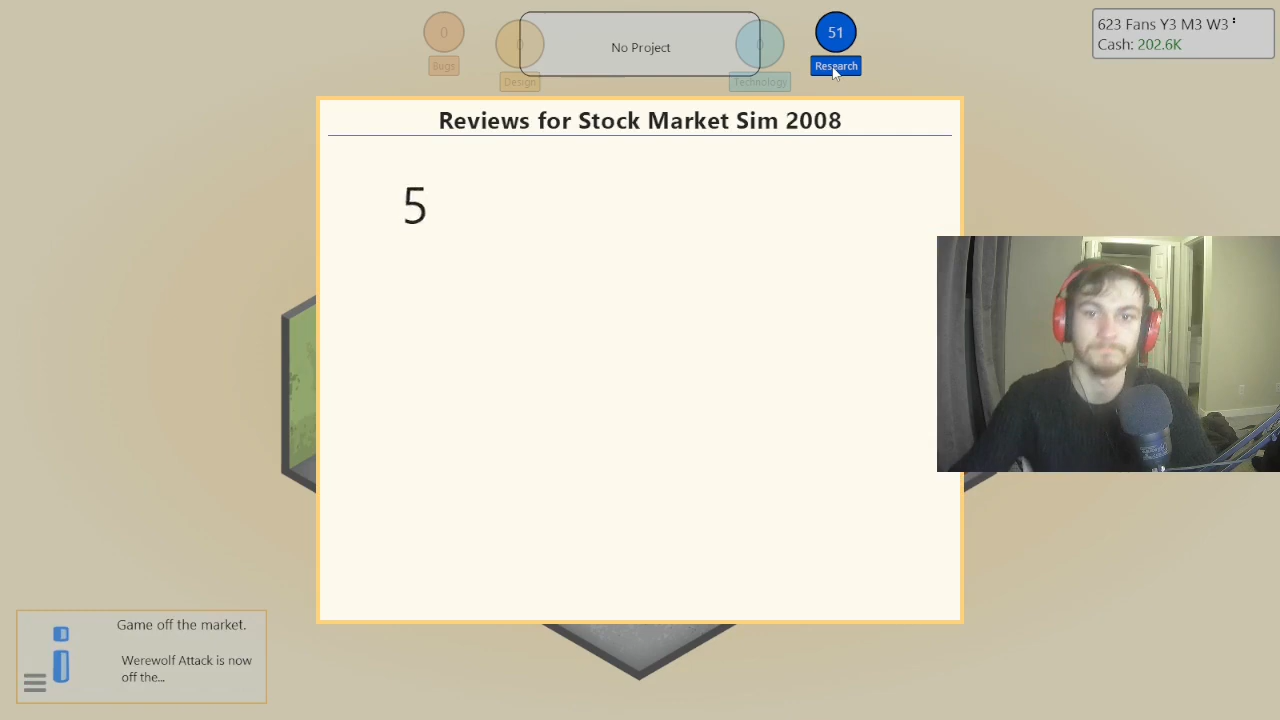 0
Bugs
Design
No Project
0
Technology
51
Research
623 Fans Y3 M3 W3
Cash: 202.6K
Reviews for Stock Market Sim 2008
5
Game off the market.
Werewolf Attack is now
off the...